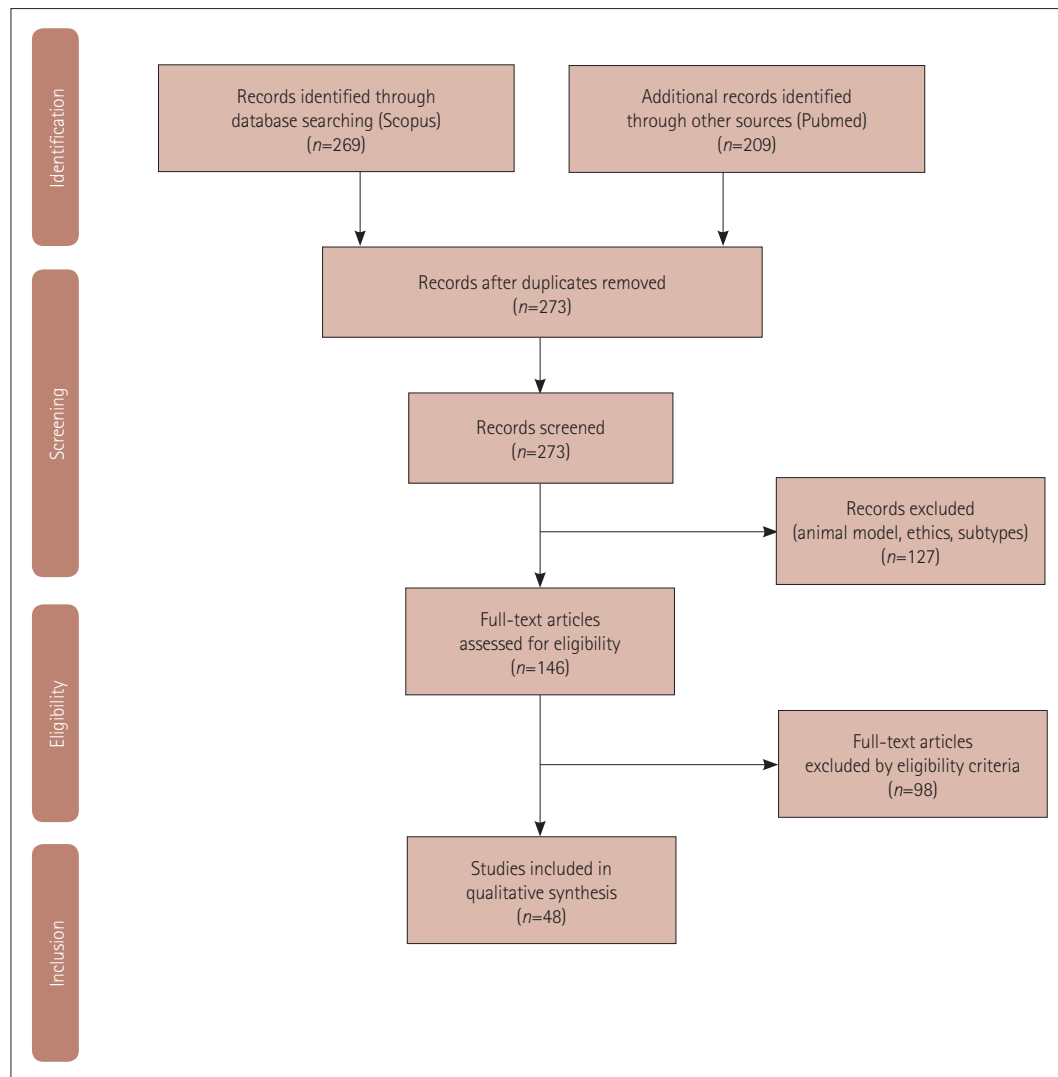 Identification
Records identified through
database searching (Scopus)
(n=269)
Additional records identified
through other sources (Pubmed)
(n=209)
Screening
Records after duplicates removed
(n=273)
Records screened
(n=273)
Records excluded
(animal model, ethics, subtypes)
(n=127)
Eligibility
Full-text articles
assessed for eligibility
(n=146)
Full-text articles
excluded by eligibility criteria
(n=98)
Inclusion
Studies included in
qualitative synthesis
(n=48)